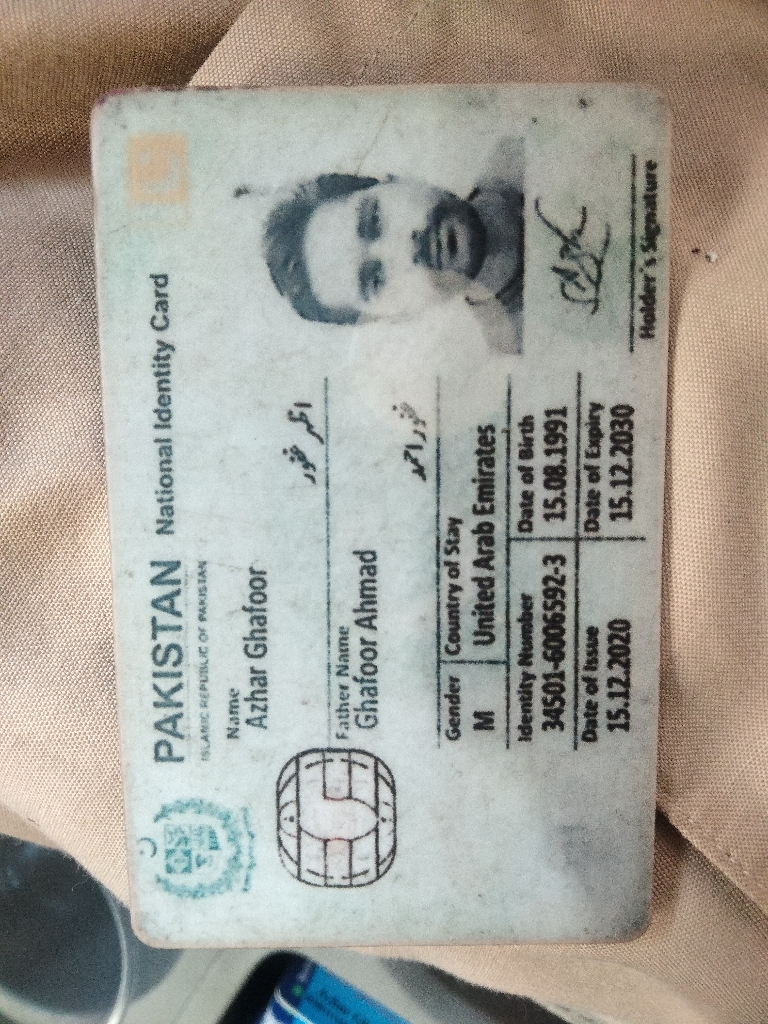 PAKISTAN National Identity Card
ISLAMIC REPUBLIC OF PAKISTAN
Name
Azhar Ghafoor
اظہر غفور
Father Name
Ghafoor Ahmad
غفور احمد
Gender Country of Stay
M United Arab Emirates
Identity Number Date of Birth
34501-6006592-3 15.08.1991
Date of Issue Date of Expiry
15.12.2020 15.12.2030
Holder's Signature